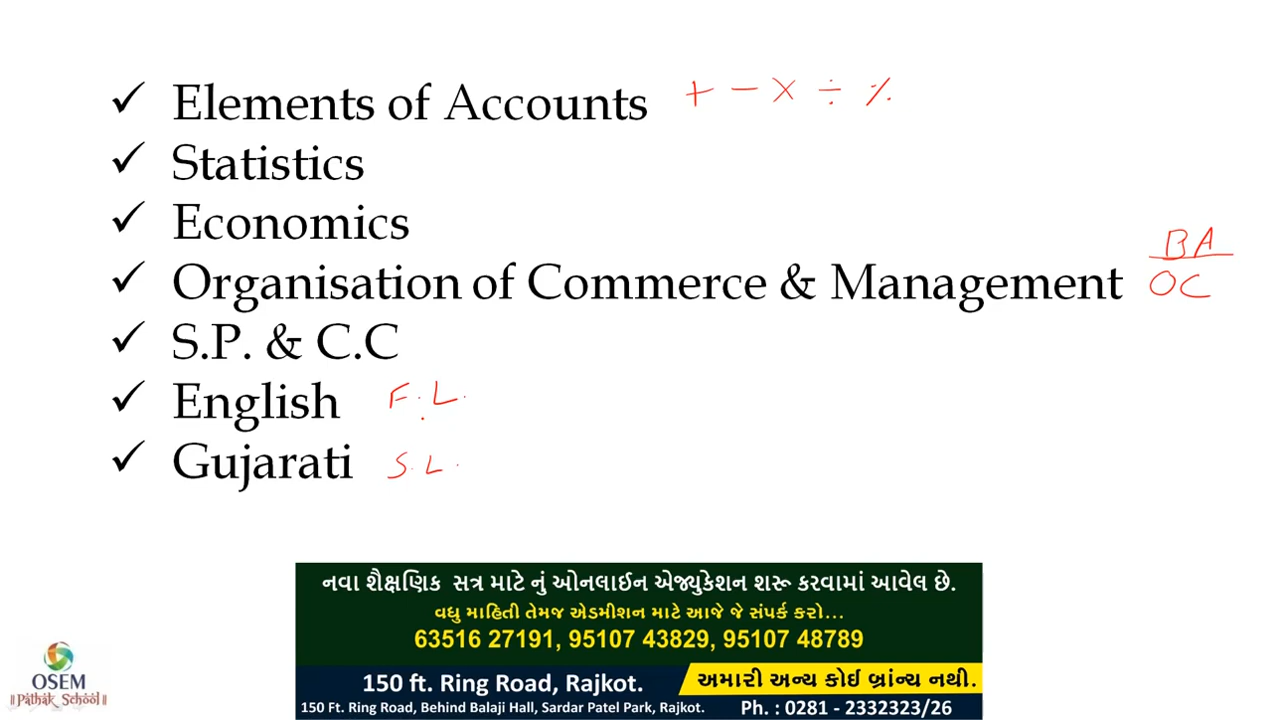 ✓ Elements of Accounts + − × ÷ %
✓ Statistics
✓ Economics
BA
✓ Organisation of Commerce & Management OC
✓ S.P. & C.C
✓ English F.L.
✓ Gujarati S.L.
નવા શૈક્ષણિક સત્ર માટે નું ઓનલાઈન એજ્યુકેશન શરૂ કરવામાં આવેલ છે.
વધુ માહિતી તેમજ એડમીશન માટે આજે જે સંપર્ક કરો...
63516 27191, 95107 43829, 95107 48789
150 ft. Ring Road, Rajkot.
અમારી અન્ય કોઈ બ્રાંન્ચ નથી.
150 Ft. Ring Road, Behind Balaji Hall, Sardar Patel Park, Rajkot.
Ph. : 0281 - 2332323/26
OSEM
||Pathak School||